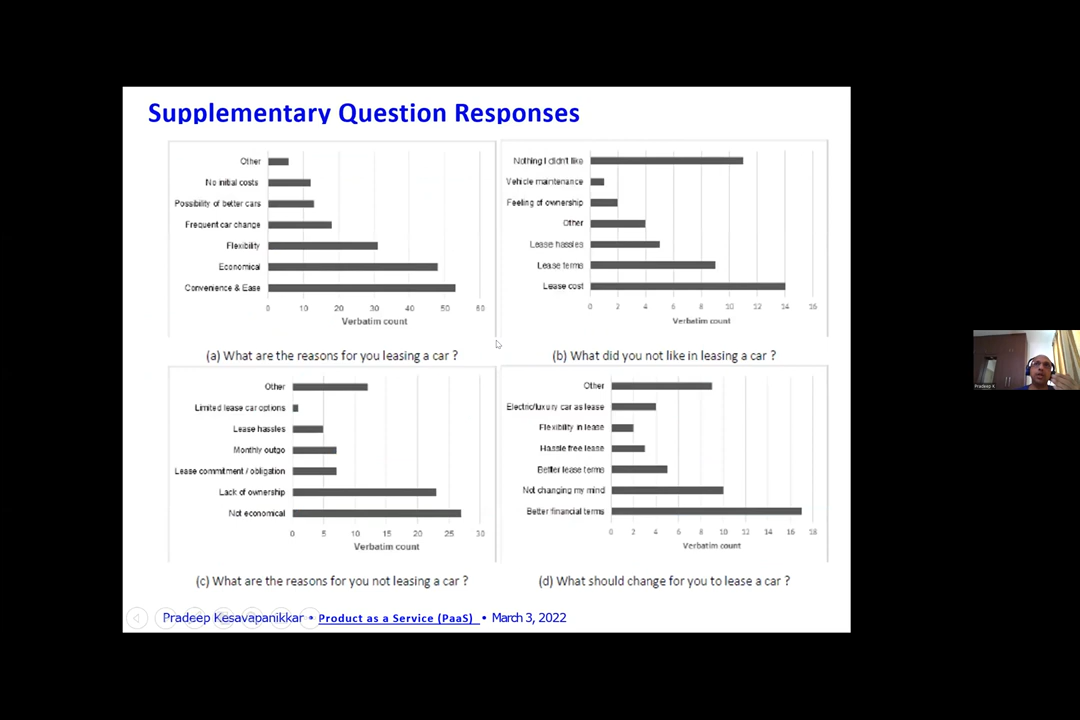 Supplementary Question Responses
Other
No initial costs
Possibility of better cars
Frequent car change
Flexibility
Economical
Convenience & Ease
0 10 20 30 40 50 60
Verbatim count
(a) What are the reasons for you leasing a car ?
Nothing I didn't like
Vehicle maintenance
Feeling of ownership
Other
Lease hassles
Lease terms
Lease cost
0 2 4 6 8 10 12 14 16
Verbatim count
(b) What did you not like in leasing a car ?
Other
Limited lease car options
Lease hassles
Monthly outgo
Lease commitment / obligation
Lack of ownership
Not economical
0 5 10 15 20 25 30
Verbatim count
(c) What are the reasons for you not leasing a car ?
Other
Electric/luxury car as lease
Flexibility in lease
Hassle free lease
Better lease terms
Not changing my mind
Better financial terms
0 2 4 6 8 10 12 14 16 18
Verbatim count
(d) What should change for you to lease a car ?
Pradeep Kesavapanikkar • Product as a Service (PaaS) • March 3, 2022
Pradeep K